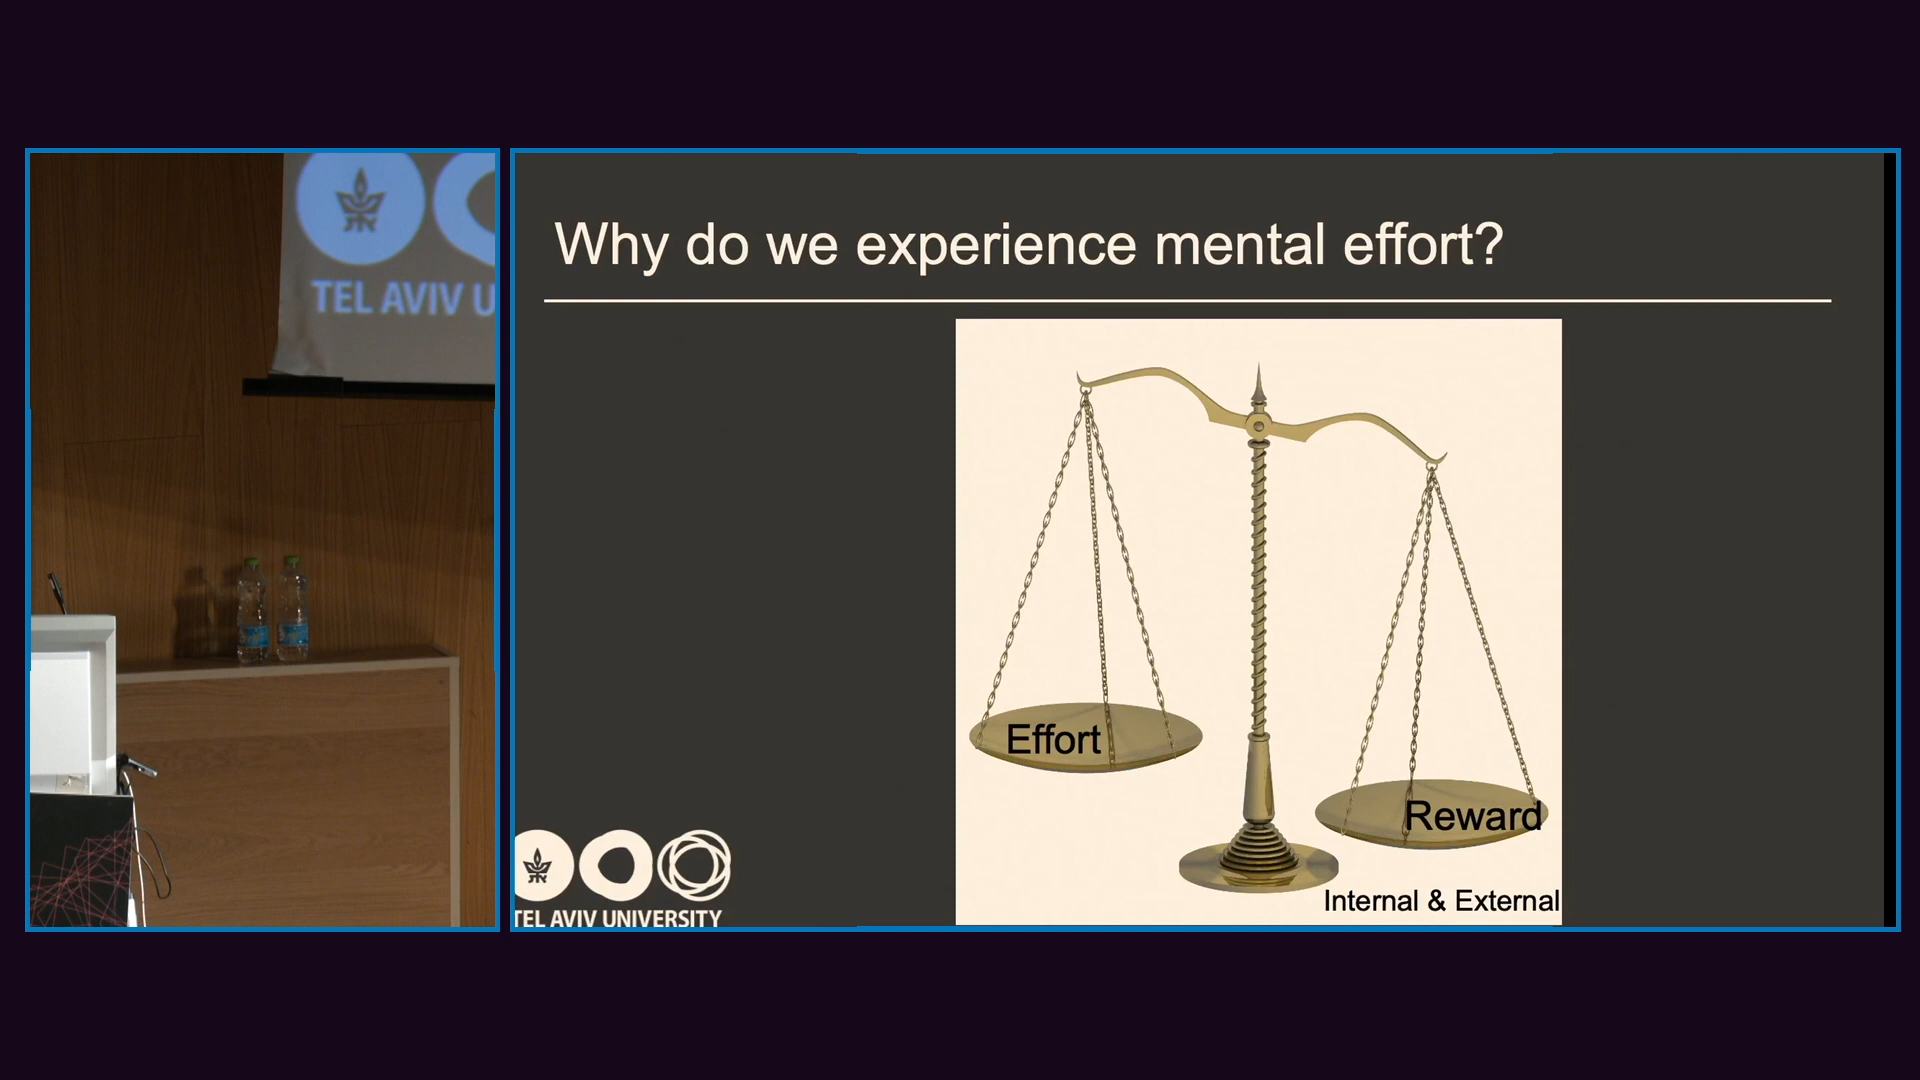 TEL AVIV U
Why do we experience mental effort?
Effort
Reward
Internal & External
TEL AVIV UNIVERSITY